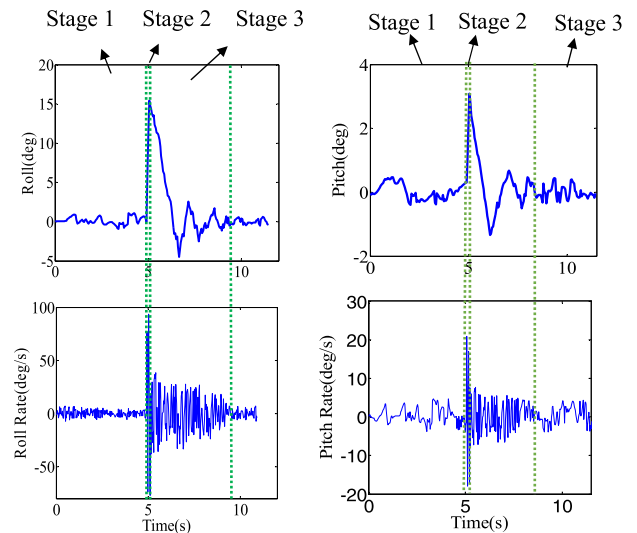 Stage 1 Stage 2 Stage 3
Stage 1 Stage 2 Stage 3
20
15
10
5
0
-5
0 5 10
Roll(deg)
4
2
0
-2
0 5 10
Pitch(deg)
100
50
0
-50
0 5 10
Roll Rate(deg/s)
Time(s)
30
20
10
0
-10
-20
0 5 10
Pitch Rate(deg/s)
Time(s)